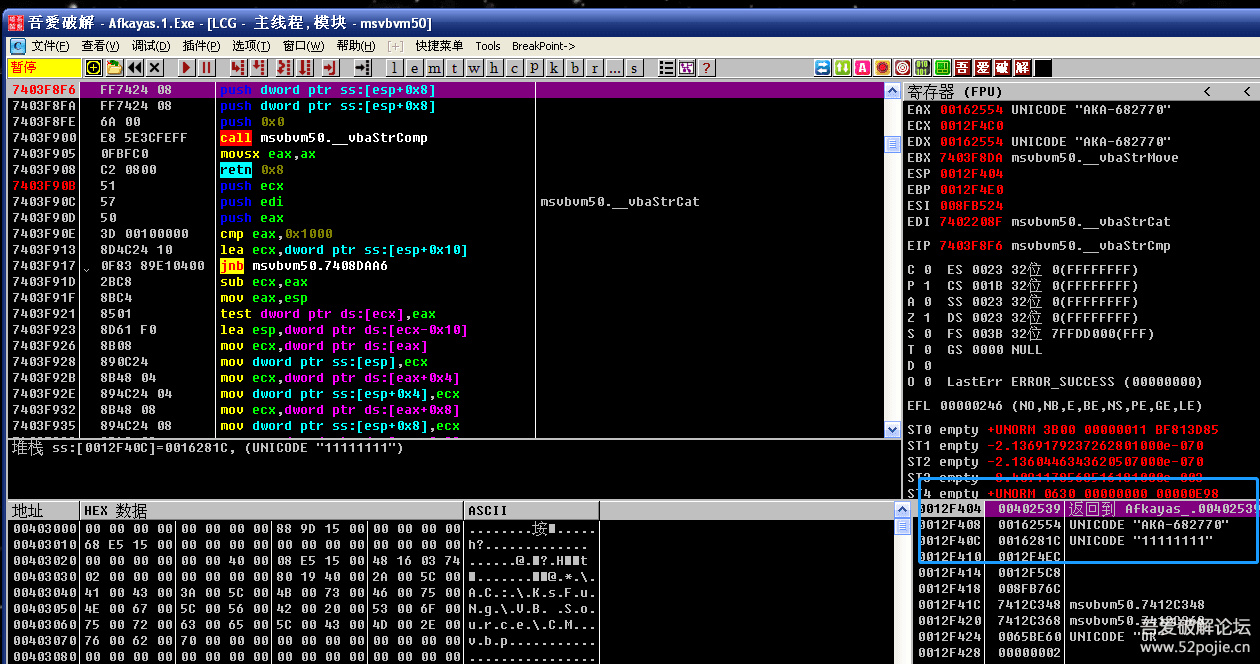 吾爱破解 - Afkayas.1.Exe - [LCG - 主线程,模块 - msvbvm50]
文件(F) 查看(V) 调试(D) 插件(P) 选项(T) 窗口(W) 帮助(H) [+] 快捷菜单 Tools BreakPoint->
暂停 l e m t w h c p k b r ... s ? 吾 爱 破 解
7403F8F6 FF7424 08 push dword ptr ss:[esp+0x8]
7403F8FA FF7424 08 push dword ptr ss:[esp+0x8]
7403F8FE 6A 00 push 0x0
7403F900 E8 5E3CFEFF call msvbvm50.__vbaStrComp
7403F905 0FBFC0 movsx eax,ax
7403F908 C2 0800 retn 0x8
7403F90B 51 push ecx
7403F90C 57 push edi msvbvm50.__vbaStrCat
7403F90D 50 push eax
7403F90E 3D 00100000 cmp eax,0x1000
7403F913 8D4C24 10 lea ecx,dword ptr ss:[esp+0x10]
7403F917 0F83 89E10400 jnb msvbvm50.7408DAA6
7403F91D 2BC8 sub ecx,eax
7403F91F 8BC4 mov eax,esp
7403F921 8501 test dword ptr ds:[ecx],eax
7403F923 8D61 F0 lea esp,dword ptr ds:[ecx-0x10]
7403F926 8B08 mov ecx,dword ptr ds:[eax]
7403F928 890C24 mov dword ptr ss:[esp],ecx
7403F92B 8B48 04 mov ecx,dword ptr ds:[eax+0x4]
7403F92E 894C24 04 mov dword ptr ss:[esp+0x4],ecx
7403F932 8B48 08 mov ecx,dword ptr ds:[eax+0x8]
7403F935 894C24 08 mov dword ptr ss:[esp+0x8],ecx
堆栈 ss:[0012F40C]=0016281C, (UNICODE "11111111")
寄存器 (FPU) < <
EAX 00162554 UNICODE "AKA-682770"
ECX 0012F4C0
EDX 00162554 UNICODE "AKA-682770"
EBX 7403F8DA msvbvm50.__vbaStrMove
ESP 0012F404
EBP 0012F4E0
ESI 008FB524
EDI 7402208F msvbvm50.__vbaStrCat
EIP 7403F8F6 msvbvm50.__vbaStrCmp
C 0 ES 0023 32位 0(FFFFFFFF)
P 1 CS 001B 32位 0(FFFFFFFF)
A 0 SS 0023 32位 0(FFFFFFFF)
Z 1 DS 0023 32位 0(FFFFFFFF)
S 0 FS 003B 32位 7FFDD000(FFF)
T 0 GS 0000 NULL
D 0
O 0 LastErr ERROR_SUCCESS (00000000)
EFL 00000246 (NO,NB,E,BE,NS,PE,GE,LE)
ST0 empty +UNORM 3B00 00000011 BF813D85
ST1 empty -2.1369179237262801000e-070
ST2 empty -2.1360446343620507000e-070
ST3 empty
ST4 empty +UNORM 0630 00000000 00000E98
地址 HEX 数据 ASCII
00403000 00 00 00 00 00 00 00 00 88 9D 15 00 00 00 00 00
00403010 68 E5 15 00 00 00 00 00 00 00 00 00 00 00 00 00 h?............
00403020 00 00 00 00 00 00 40 00 08 E5 15 00 48 16 03 74
00403030 02 00 00 00 00 00 00 00 80 19 40 00 2A 00 5C 00
00403040 41 00 43 00 3A 00 5C 00 4B 00 73 00 46 00 75 00 A.C.:.\.K.s.F.u.
00403050 4E 00 67 00 5C 00 56 00 42 00 20 00 53 00 6F 00 N.g.\.V.B. .S.o.
00403060 75 00 72 00 63 00 65 00 5C 00 43 00 4D 00 2E 00 u.r.c.e.\.C.M...
00403070 76 00 62 00 70 00 00 00 00 00 00 00 00 00 00 00 v.b.p...........
00403080 00 00 00 00 00 00 00 00 00 00 00 00 00 00 00 00 ................
0012F404 00402539 返回到 Afkayas_.00402539
0012F408 00162554 UNICODE "AKA-682770"
0012F40C 0016281C UNICODE "11111111"
0012F410 0012F4EC
0012F414 0012F5C8
0012F418 008FB76C
0012F41C 7412C348 msvbvm50.7412C348
0012F420 7412C368 msvbvm50.7412C368
0012F424 0065BE60 UNICODE "OK"
0012F428 00000002
吾爱破解论坛
www.52pojie.cn